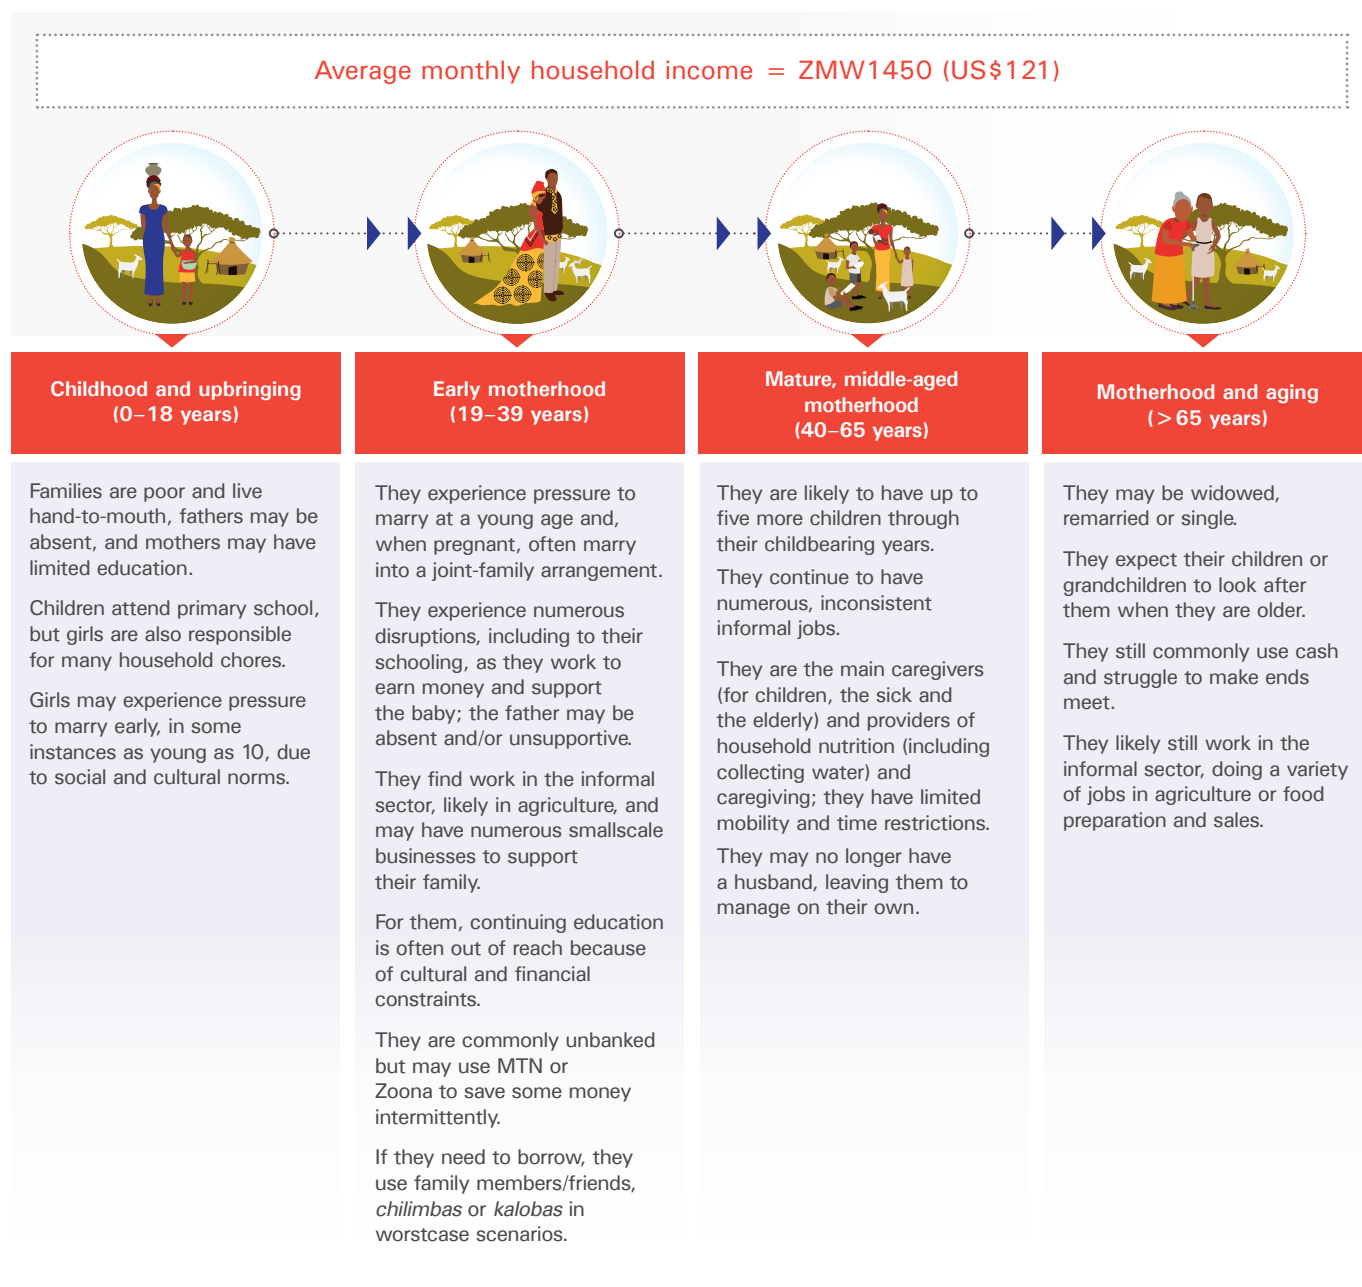 Average monthly household income = ZMW1450 (US$121)
Childhood and upbringing
(0–18 years)
Families are poor and live
hand-to-mouth, fathers may be
absent, and mothers may have
limited education.
Children attend primary school,
but girls are also responsible
for many household chores.
Girls may experience pressure
to marry early, in some
instances as young as 10, due
to social and cultural norms.
Early motherhood
(19–39 years)
They experience pressure to
marry at a young age and,
when pregnant, often marry
into a joint-family arrangement.
They experience numerous
disruptions, including to their
schooling, as they work to
earn money and support
the baby; the father may be
absent and/or unsupportive.
They find work in the informal
sector, likely in agriculture, and
may have numerous smallscale
businesses to support
their family.
For them, continuing education
is often out of reach because
of cultural and financial
constraints.
They are commonly unbanked
but may use MTN or
Zoona to save some money
intermittently.
If they need to borrow, they
use family members/friends,
chilimbas or kalobas in
worstcase scenarios.
Mature, middle-aged
motherhood
(40–65 years)
They are likely to have up to
five more children through
their childbearing years.
They continue to have
numerous, inconsistent
informal jobs.
They are the main caregivers
(for children, the sick and
the elderly) and providers of
household nutrition (including
collecting water) and
caregiving; they have limited
mobility and time restrictions.
They may no longer have
a husband, leaving them to
manage on their own.
Motherhood and aging
(>65 years)
They may be widowed,
remarried or single.
They expect their children or
grandchildren to look after
them when they are older.
They still commonly use cash
and struggle to make ends
meet.
They likely still work in the
informal sector, doing a variety
of jobs in agriculture or food
preparation and sales.